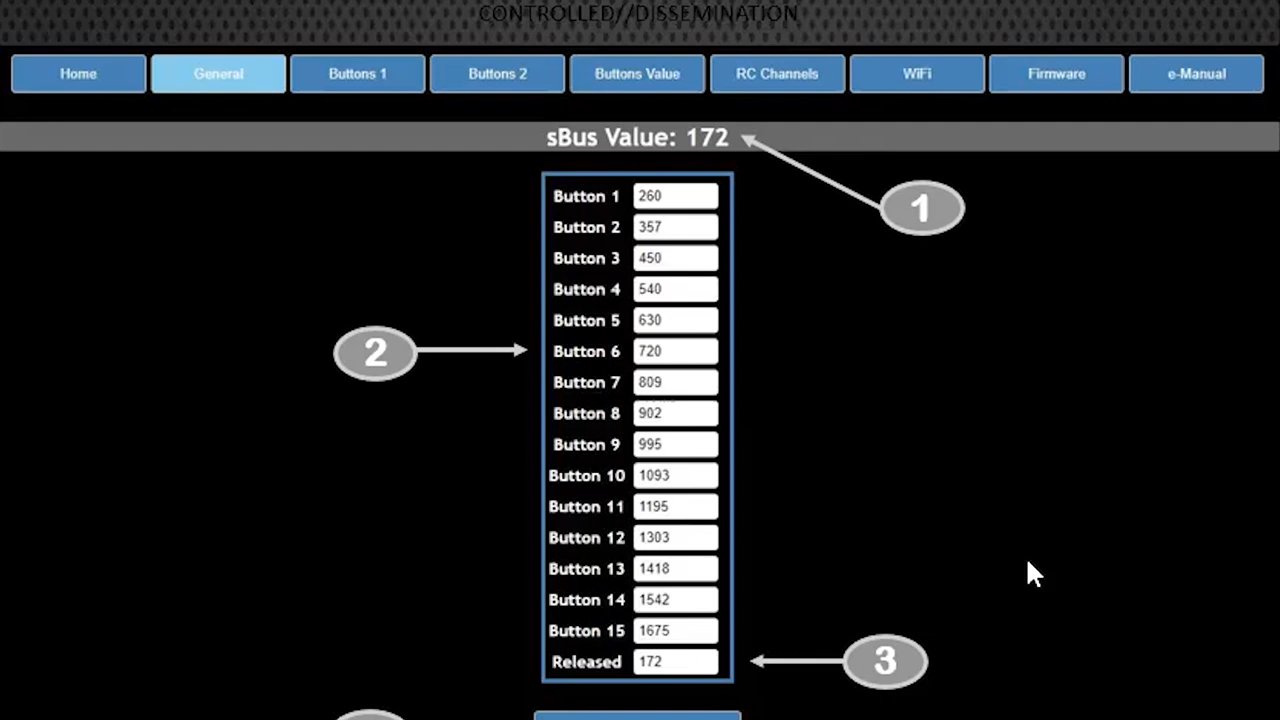 CONTROLLED//DISSEMINATION
Home General Buttons 1 Buttons 2 Buttons Value RC Channels WiFi Firmware e-Manual
sBus Value: 172
1
Button 1 260
Button 2 357
Button 3 450
Button 4 540
Button 5 630
2
Button 6 720
Button 7 809
Button 8 902
Button 9 995
Button 10 1093
Button 11 1195
Button 12 1303
Button 13 1418
Button 14 1542
Button 15 1675
Released 172
3